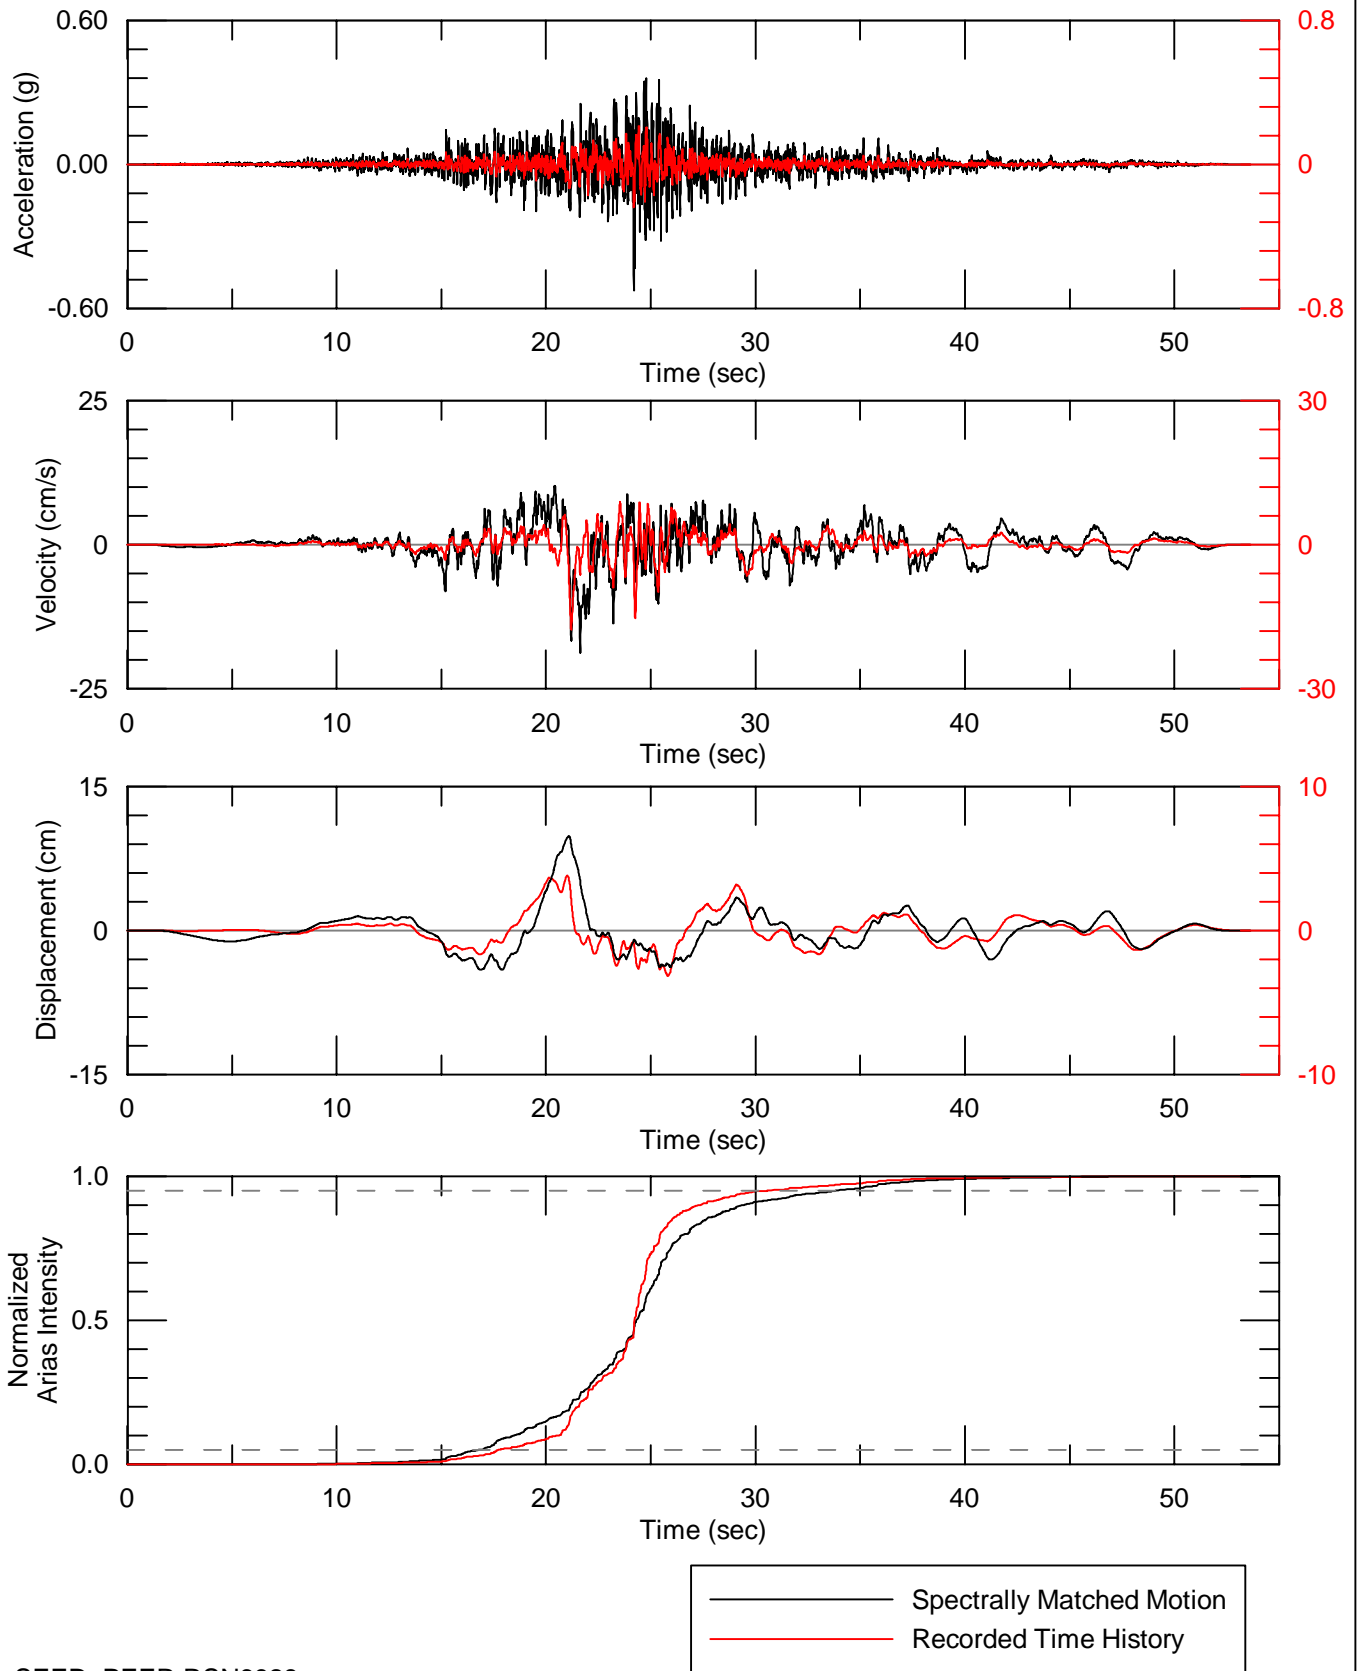 0.60
0.00
-0.60
Acceleration (g)
0.8
0
-0.8
0 10 20 30 40 50
Time (sec)
25
0
-25
Velocity (cm/s)
30
0
-30
0 10 20 30 40 50
Time (sec)
15
0
-15
Displacement (cm)
10
0
-10
0 10 20 30 40 50
Time (sec)
1.0
0.5
0.0
Normalized
Arias Intensity
0 10 20 30 40 50
Time (sec)
Spectrally Matched Motion
Recorded Time History